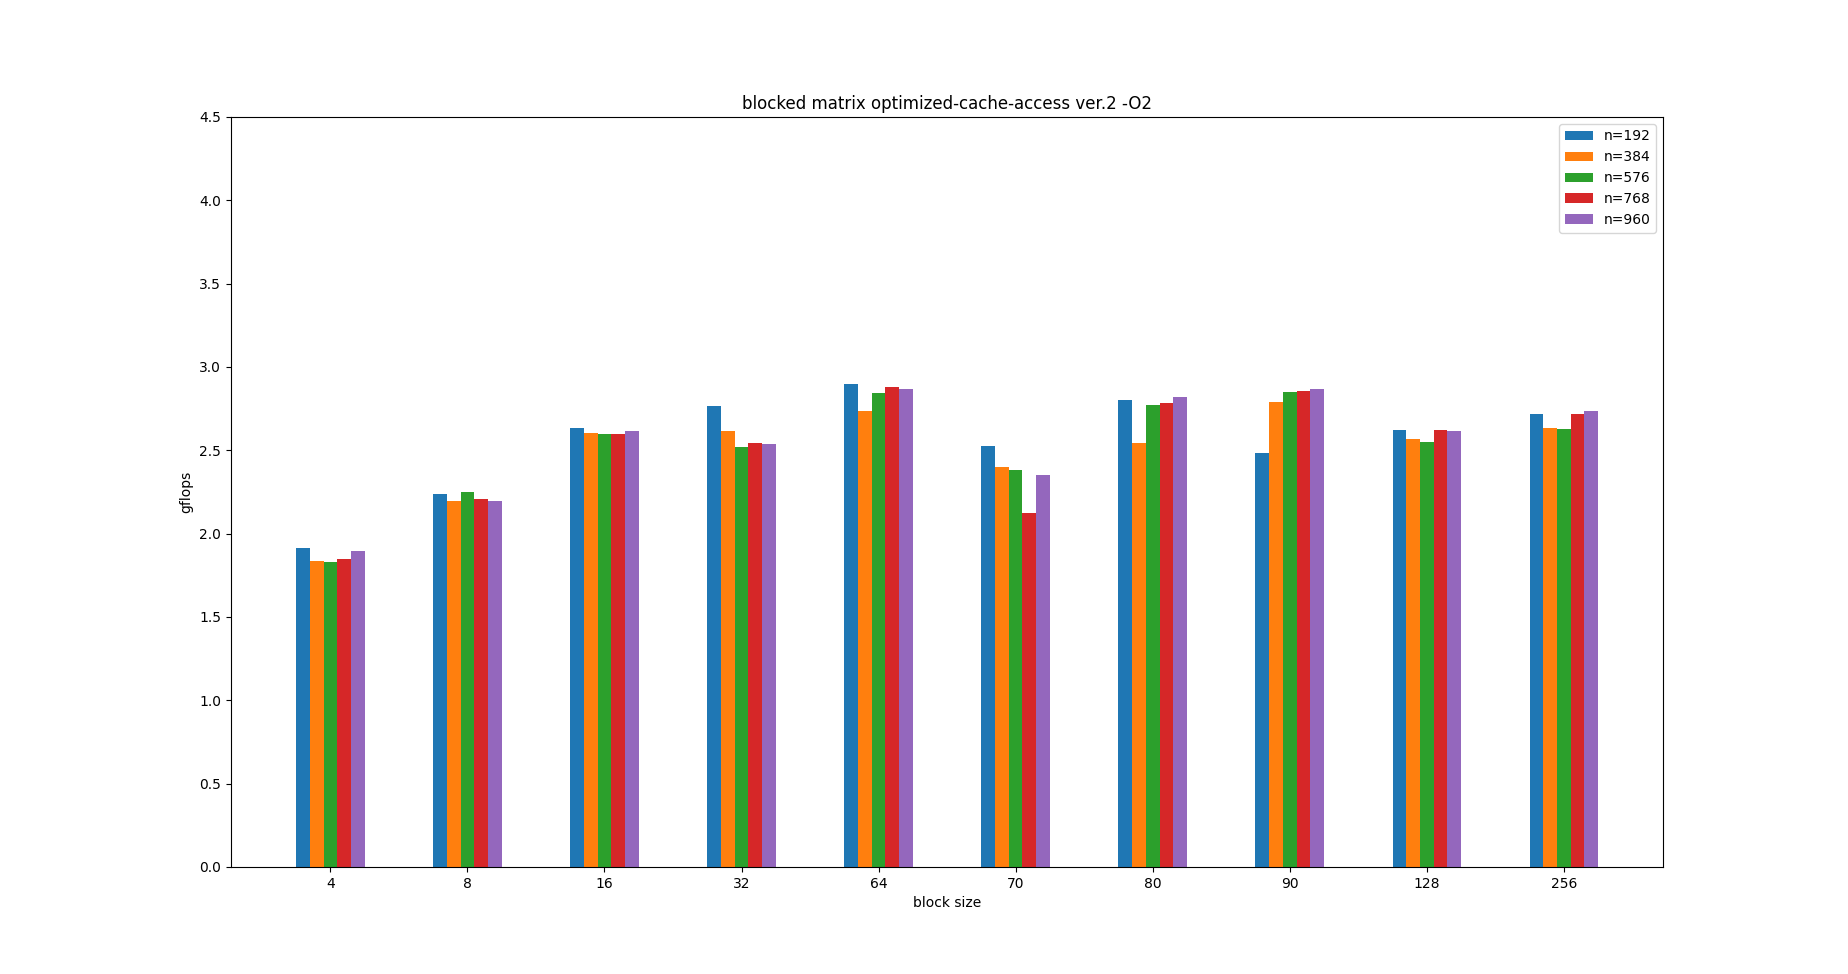 blocked matrix optimized-cache-access ver.2 -O2
4.5
4.0
3.5
3.0
2.5
2.0
1.5
1.0
0.5
0.0
gflops
n=192
n=384
n=576
n=768
n=960
4 8 16 32 64 70 80 90 128 256
block size